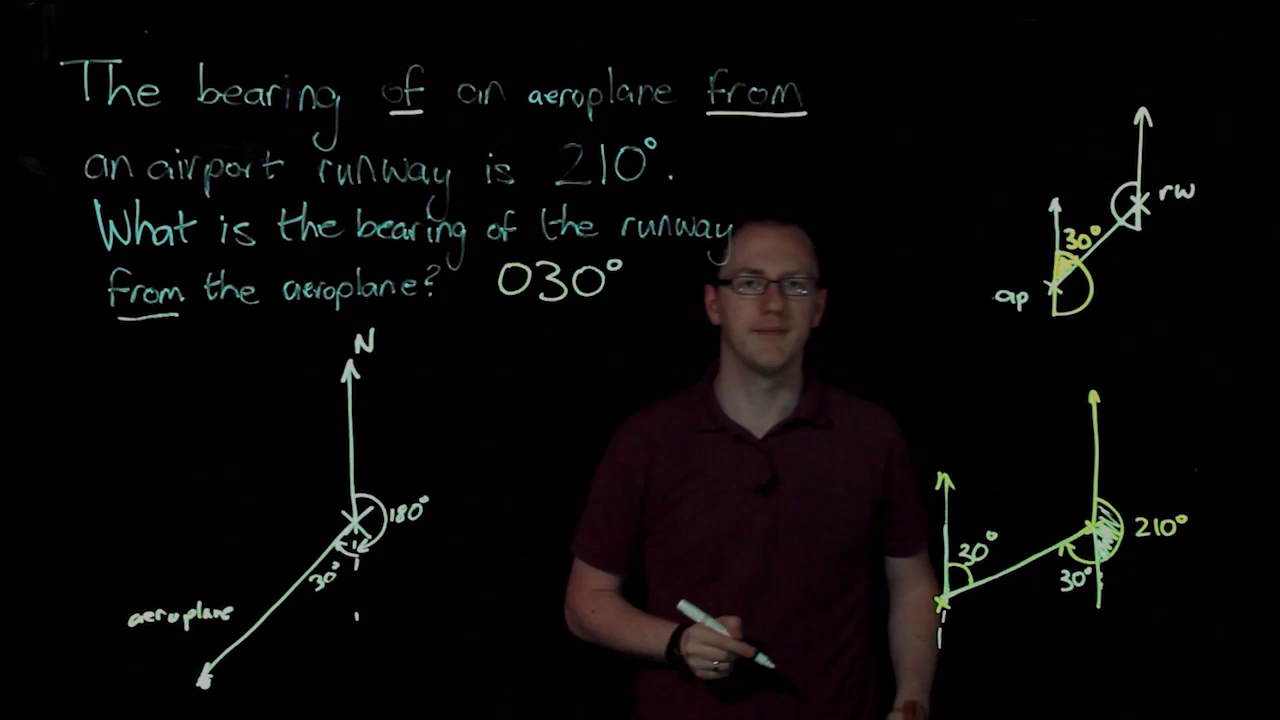 The bearing of an aeroplane from
an airport runway is 210°.
What is the bearing of the runway
from the aeroplane? 030°
N
180°
30°
aeroplane
rw
30°
ap
210°
30°
30°